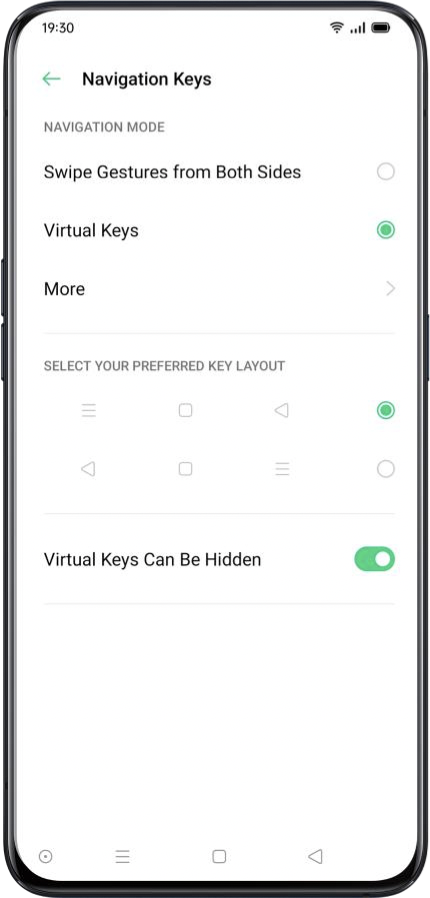 19:30
Navigation Keys
NAVIGATION MODE
Swipe Gestures from Both Sides
Virtual Keys
More
SELECT YOUR PREFERRED KEY LAYOUT
Virtual Keys Can Be Hidden